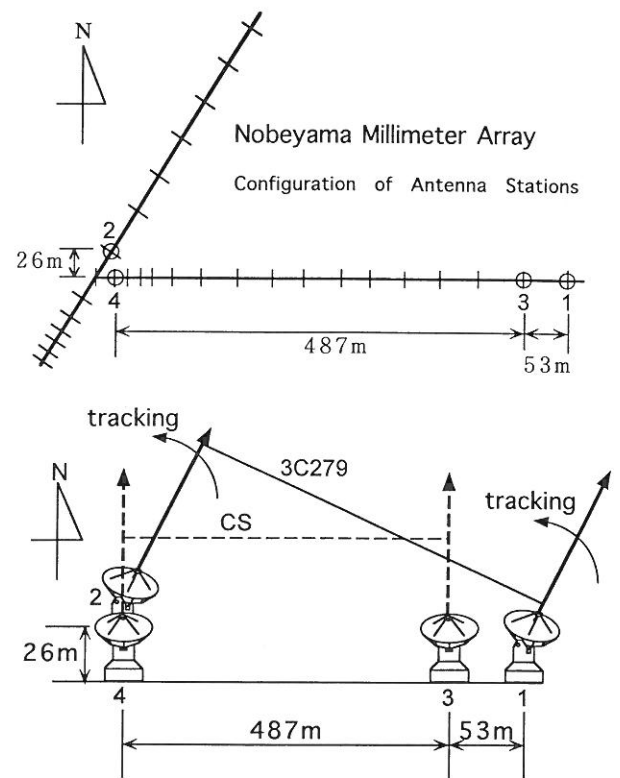 N
Nobeyama Millimeter Array
Configuration of Antenna Stations
2
26m
4
3
1
487m
53m
tracking
3C279
N
tracking
CS
2
26m
4
3
1
487m
53m